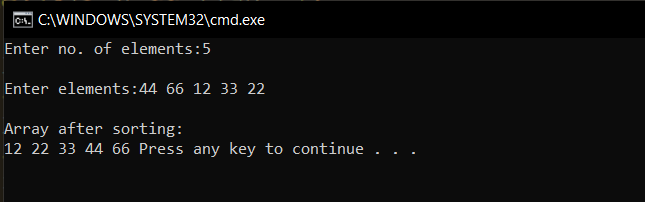 C:\WINDOWS\SYSTEM32\cmd.exe
Enter no. of elements:5
Enter elements:44 66 12 33 22
Array after sorting:
12 22 33 44 66 Press any key to continue . . .